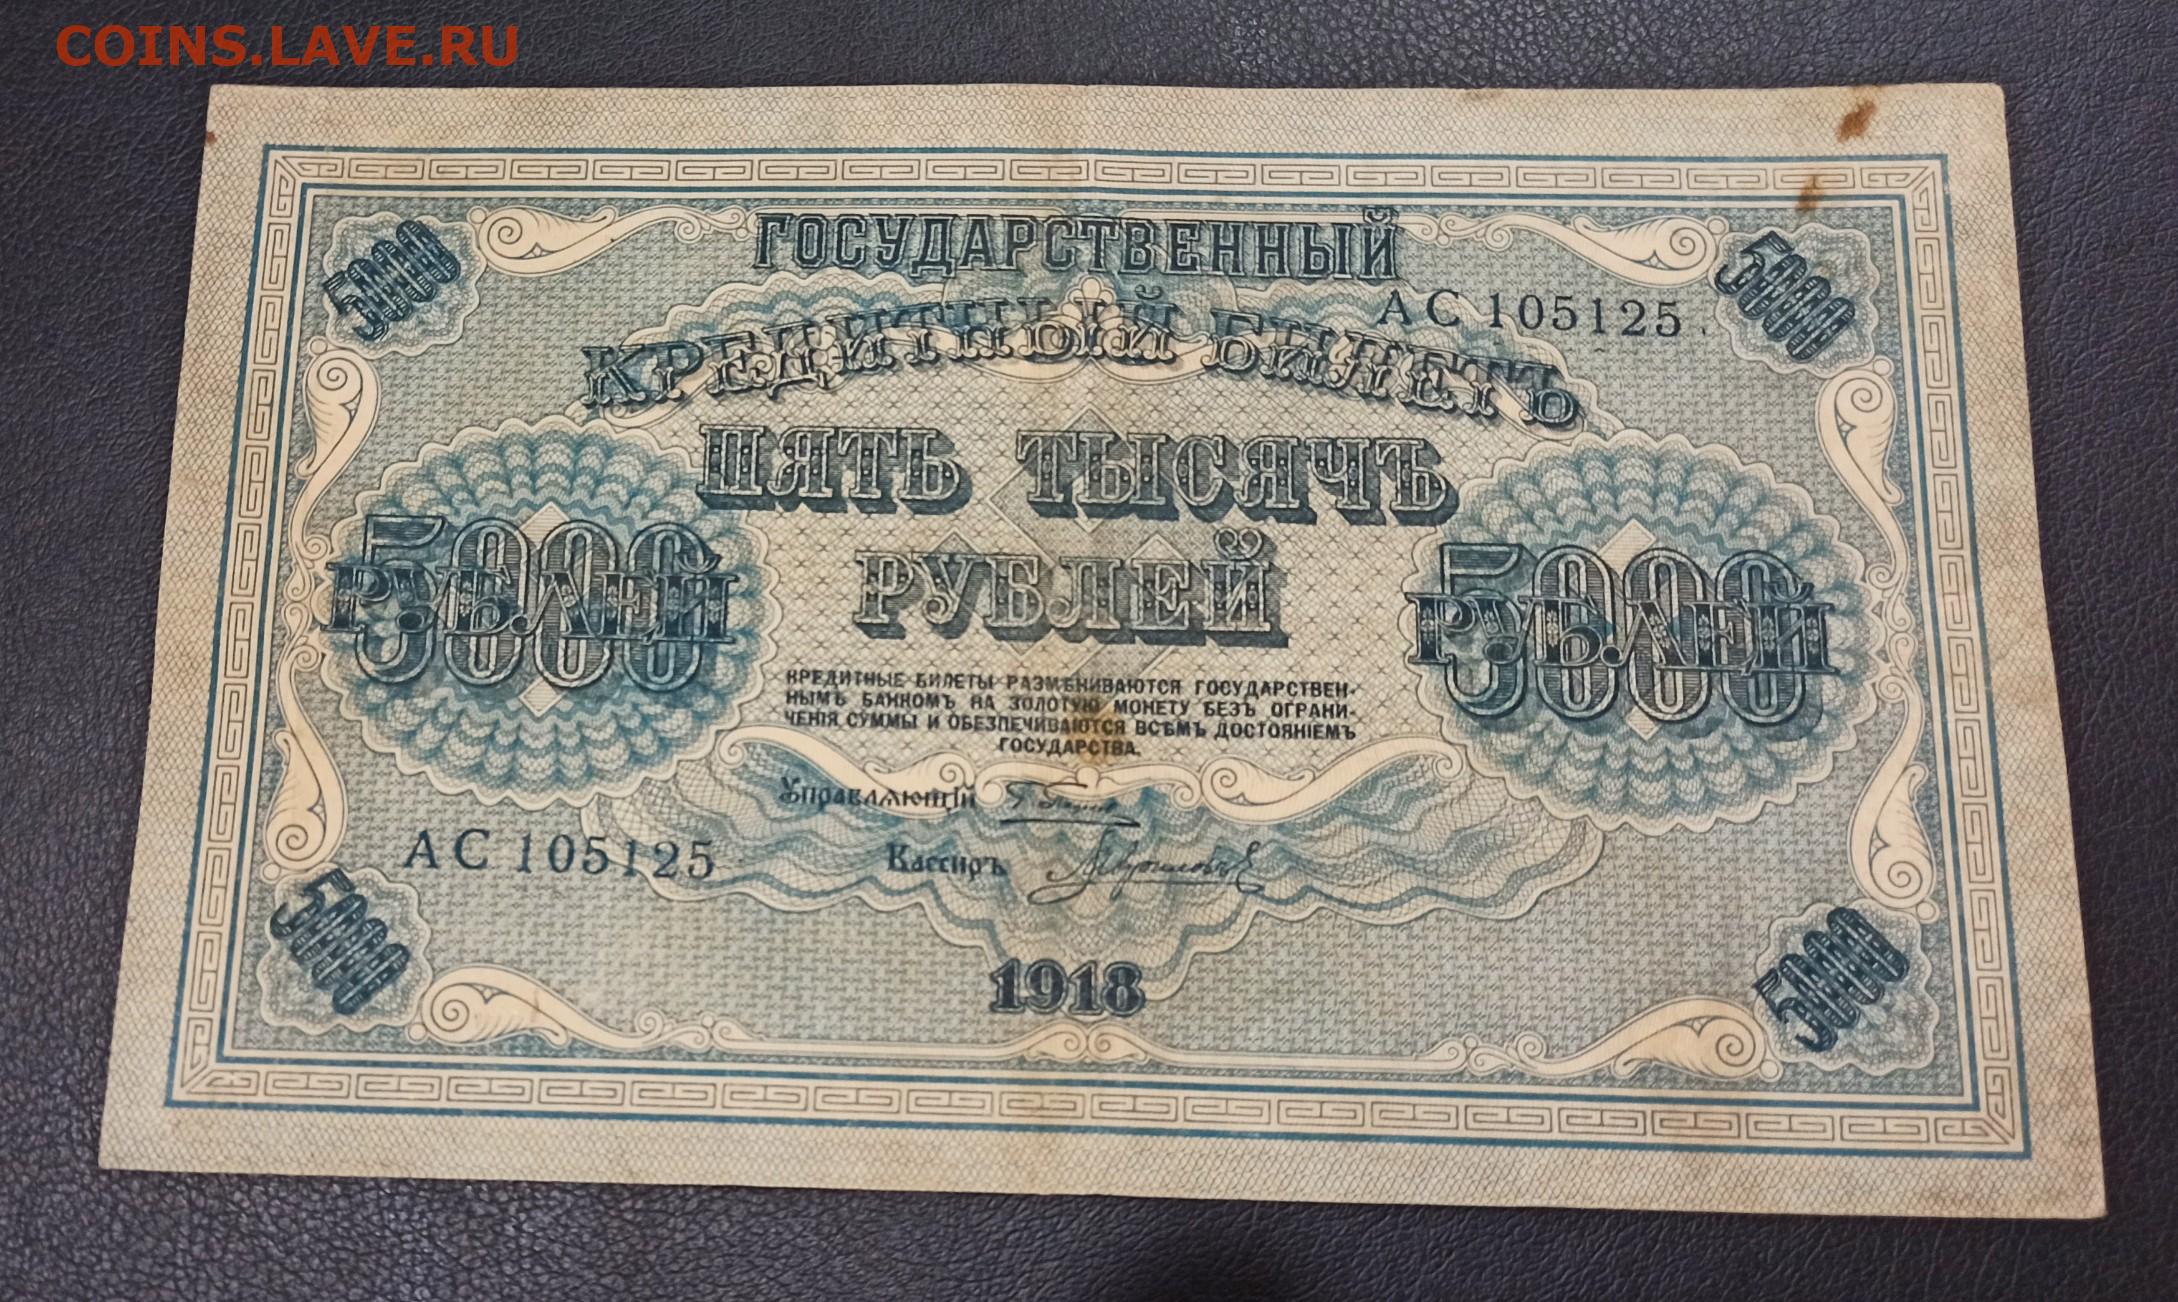 COINS.LAVE.RU
5000
5000
ГОСУДАРСТВЕННЫЙ
АС 105125
КРЕДИТНЫЙ БИЛЕТЪ
ПЯТЬ ТЫСЯЧЪ
РУБЛЕЙ
5000
РУБЛЕЙ
5000
РУБЛЕЙ
КРЕДИТНЫЕ БИЛЕТЫ РАЗМѢНИВАЮТСЯ ГОСУДАРСТВЕН-
НЫМЪ БАНКОМЪ НА ЗОЛОТУЮ МОНЕТУ БЕЗЪ ОГРАНИ-
ЧЕНІЯ СУММЫ И ОБЕЗПЕЧИВАЮТСЯ ВСѢМЪ ДОСТОЯНІЕМЪ
ГОСУДАРСТВА.
Управляющій
АС 105125
Кассиръ
5000
1918
5000